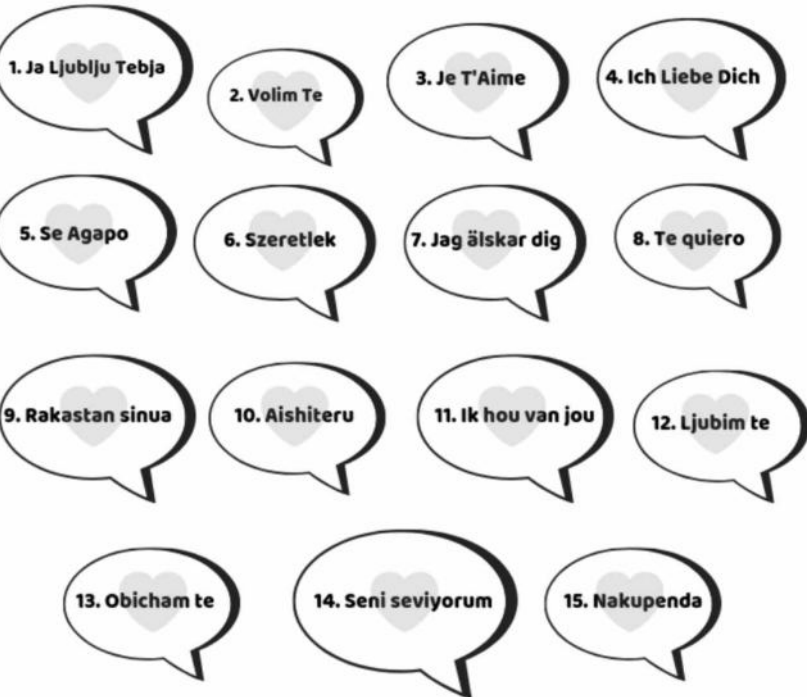 1. Ja Ljublju Tebja
2. Volim Te
3. Je T'Aime
4. Ich Liebe Dich
5. Se Agapo
6. Szeretlek
7. Jag älskar dig
8. Te quiero
9. Rakastan sinua
10. Aishiteru
11. Ik hou van jou
12. Ljubim te
13. Obicham te
14. Seni seviyorum
15. Nakupenda